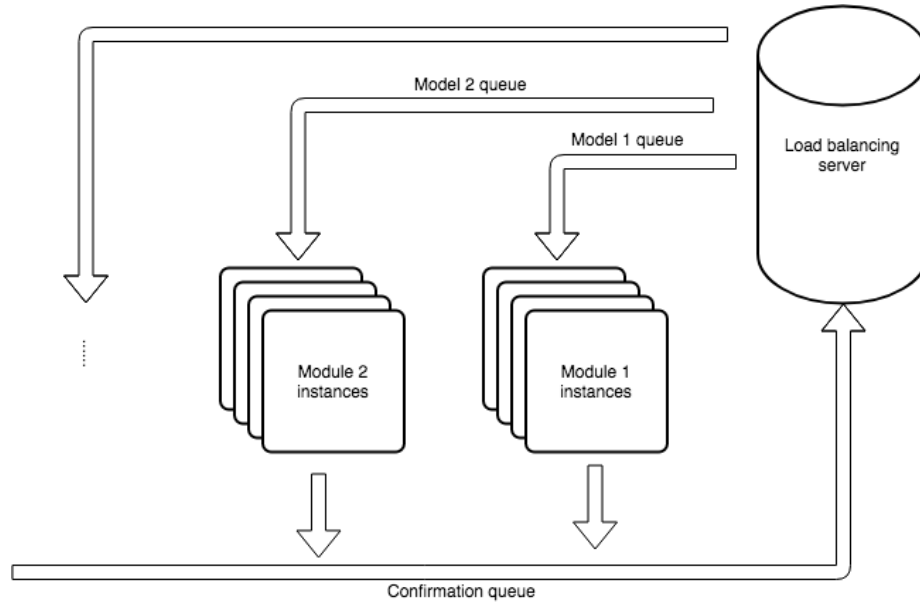 Model 2 queue
Model 1 queue
Load balancing
server
Module 2
instances
Module 1
instances
Confirmation queue